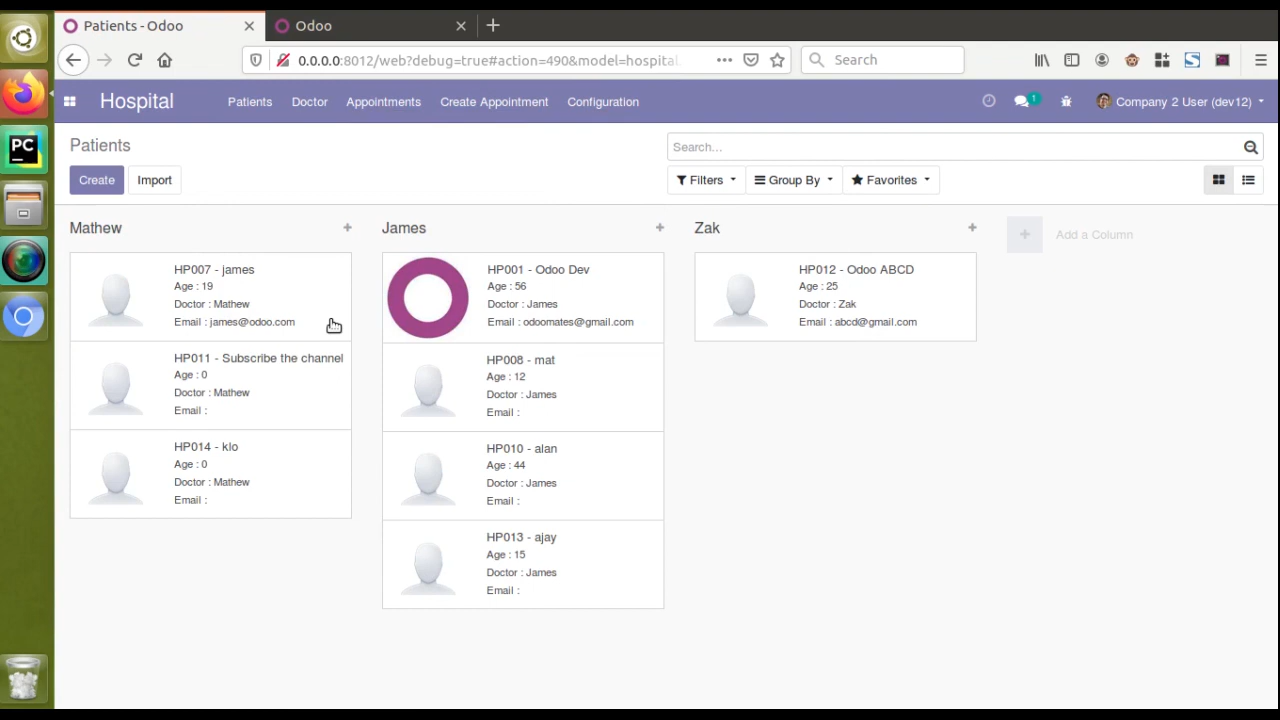 Patients - Odoo
Odoo
0.0.0.0:8012/web?debug=true#action=490&model=hospital
Search
Hospital
Patients
Doctor
Appointments
Create Appointment
Configuration
1
Company 2 User (dev12)
Patients
Search...
Create
Import
Filters
Group By
Favorites
Mathew
HP007 - james
Age : 19
Doctor : Mathew
Email : james@odoo.com
HP011 - Subscribe the channel
Age : 0
Doctor : Mathew
Email :
HP014 - klo
Age : 0
Doctor : Mathew
Email :
James
HP001 - Odoo Dev
Age : 56
Doctor : James
Email : odoomates@gmail.com
HP008 - mat
Age : 12
Doctor : James
Email :
HP010 - alan
Age : 44
Doctor : James
Email :
HP013 - ajay
Age : 15
Doctor : James
Email :
Zak
HP012 - Odoo ABCD
Age : 25
Doctor : Zak
Email : abcd@gmail.com
Add a Column
PC